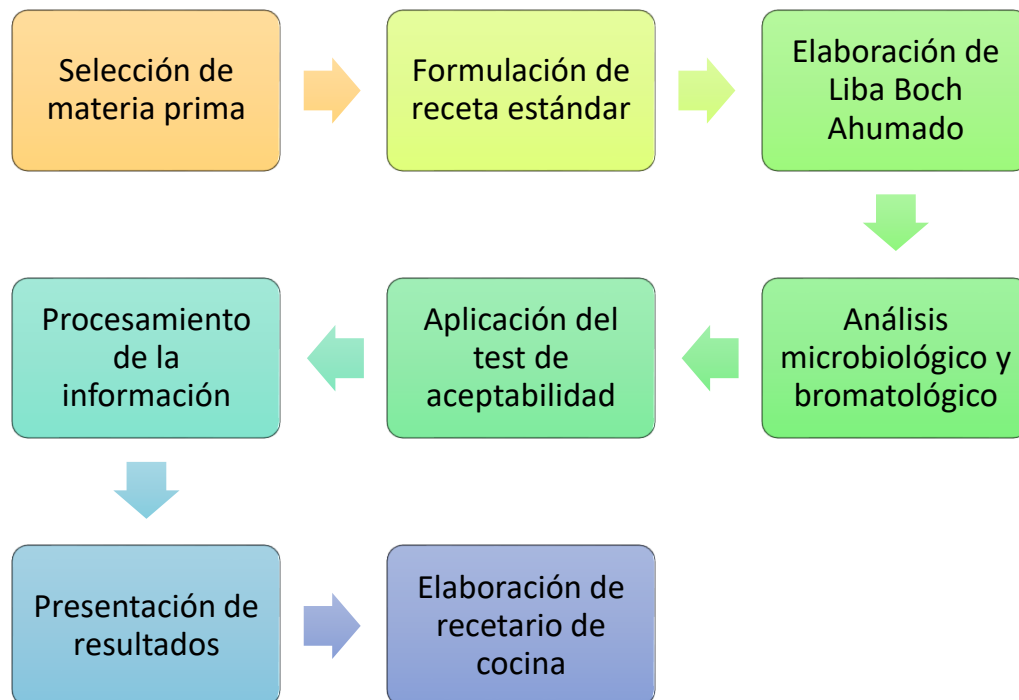 Selección de
materia prima
Formulación de
receta estándar
Elaboración de
Liba Boch
Ahumado
Análisis
microbiológico y
bromatológico
Aplicación del
test de
aceptabilidad
Procesamiento
de la
información
Presentación de
resultados
Elaboración de
recetario de
cocina